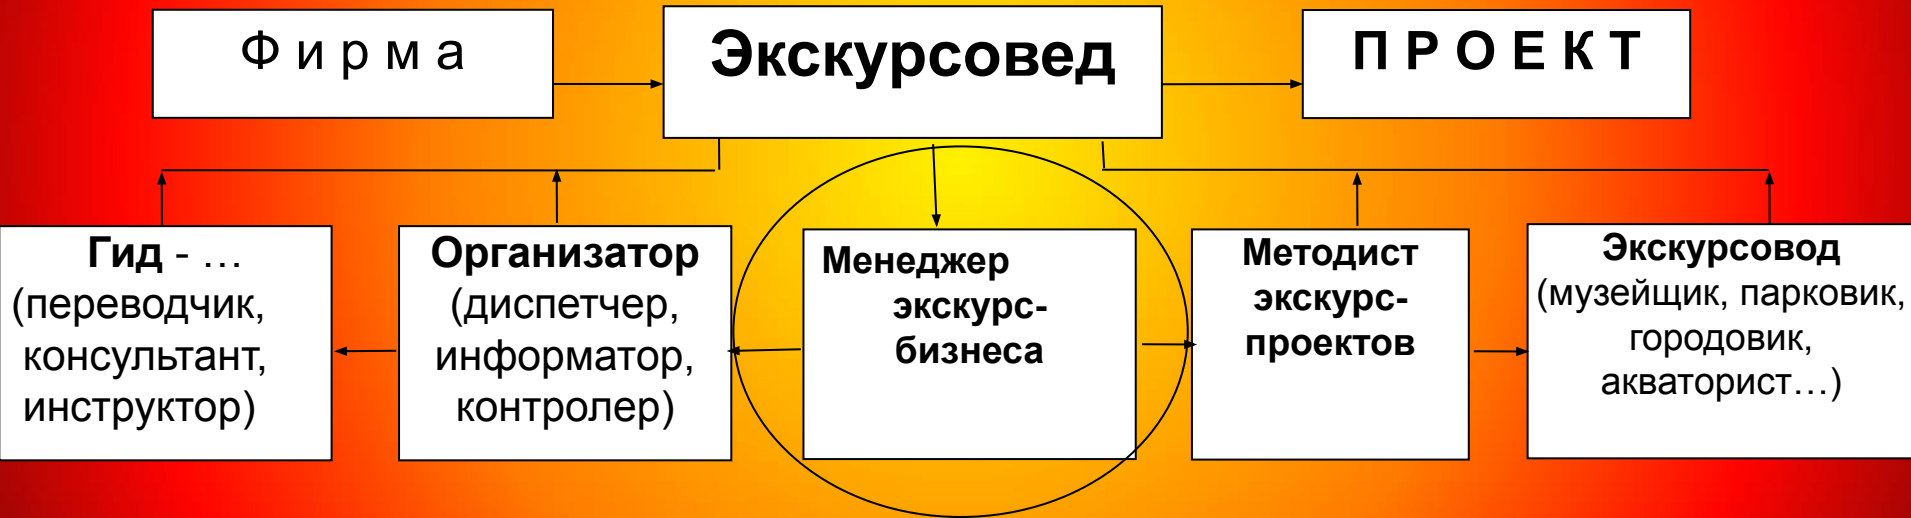 Ф и р м а
Экскурсовед
П Р О Е К Т
Гид - ...
(переводчик,
консультант,
инструктор)
Организатор
(диспетчер,
информатор,
контролер)
Менеджер
экскурс-
бизнеса
Методист
экскурс-
проектов
Экскурсовод
(музейщик, парковик,
городовик,
акваторист...)